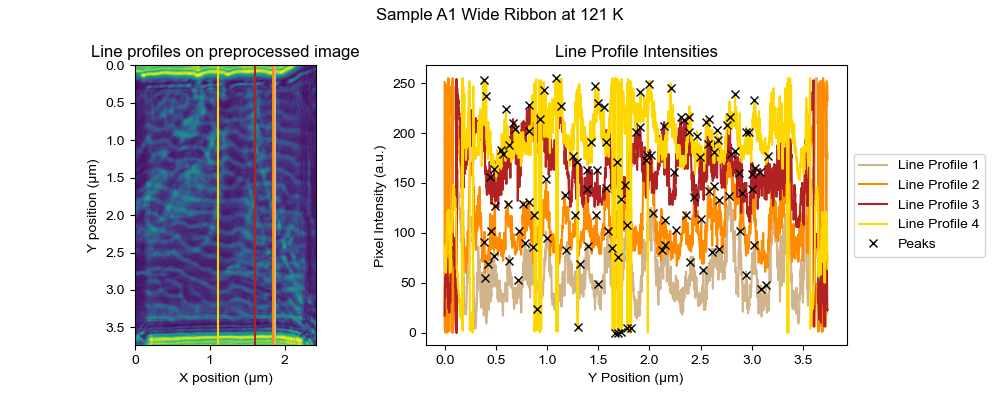 Sample A1 Wide Ribbon at 121 K
Line profiles on preprocessed image
0.0
0.5
1.0
1.5
2.0
2.5
3.0
3.5
Y position (µm)
0
1
2
X position (µm)
Line Profile Intensities
250
200
150
100
50
0
Pixel Intensity (a.u.)
0.0
0.5
1.0
1.5
2.0
2.5
3.0
3.5
Y Position (µm)
Line Profile 1
Line Profile 2
Line Profile 3
Line Profile 4
Peaks